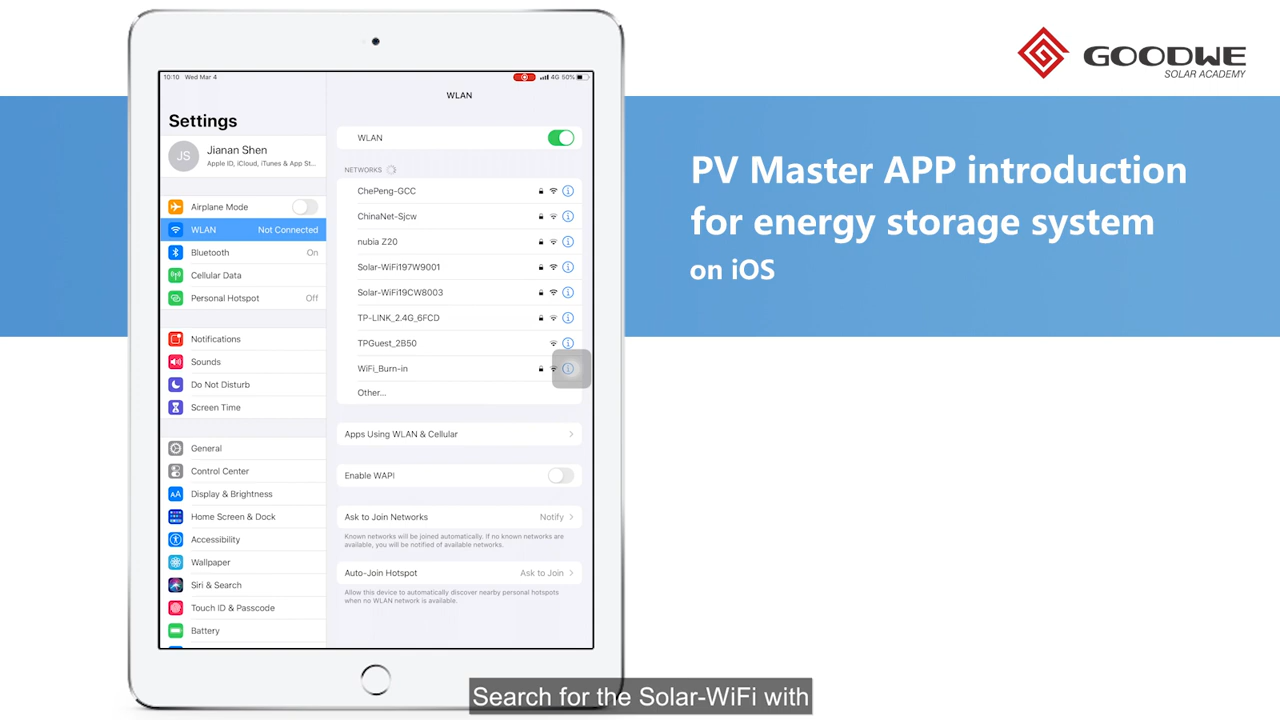 GOODWE
SOLAR ACADEMY
PV Master APP introduction
for energy storage system
on iOS
10:10 Wed Mar 4
4G 50%
Settings
JS
Jianan Shen
Apple ID, iCloud, iTunes & App St...
Airplane Mode
WLAN Not Connected
Bluetooth On
Cellular Data
Personal Hotspot Off
Notifications
Sounds
Do Not Disturb
Screen Time
General
Control Center
AA Display & Brightness
Home Screen & Dock
Accessibility
Wallpaper
Siri & Search
Touch ID & Passcode
Battery
WLAN
WLAN
NETWORKS
ChePeng-GCC
ChinaNet-Sjcw
nubia Z20
Solar-WiFi197W9001
Solar-WiFi19CW8003
TP-LINK_2.4G_6FCD
TPGuest_2B50
WiFi_Burn-in
Other...
Apps Using WLAN & Cellular
Enable WAPI
Ask to Join Networks Notify
Known networks will be joined automatically. If no known networks are
available, you will be notified of available networks.
Auto-Join Hotspot Ask to Join
Allow this device to automatically discover nearby personal hotspots
when no WLAN network is available.
Search for the Solar-WiFi with